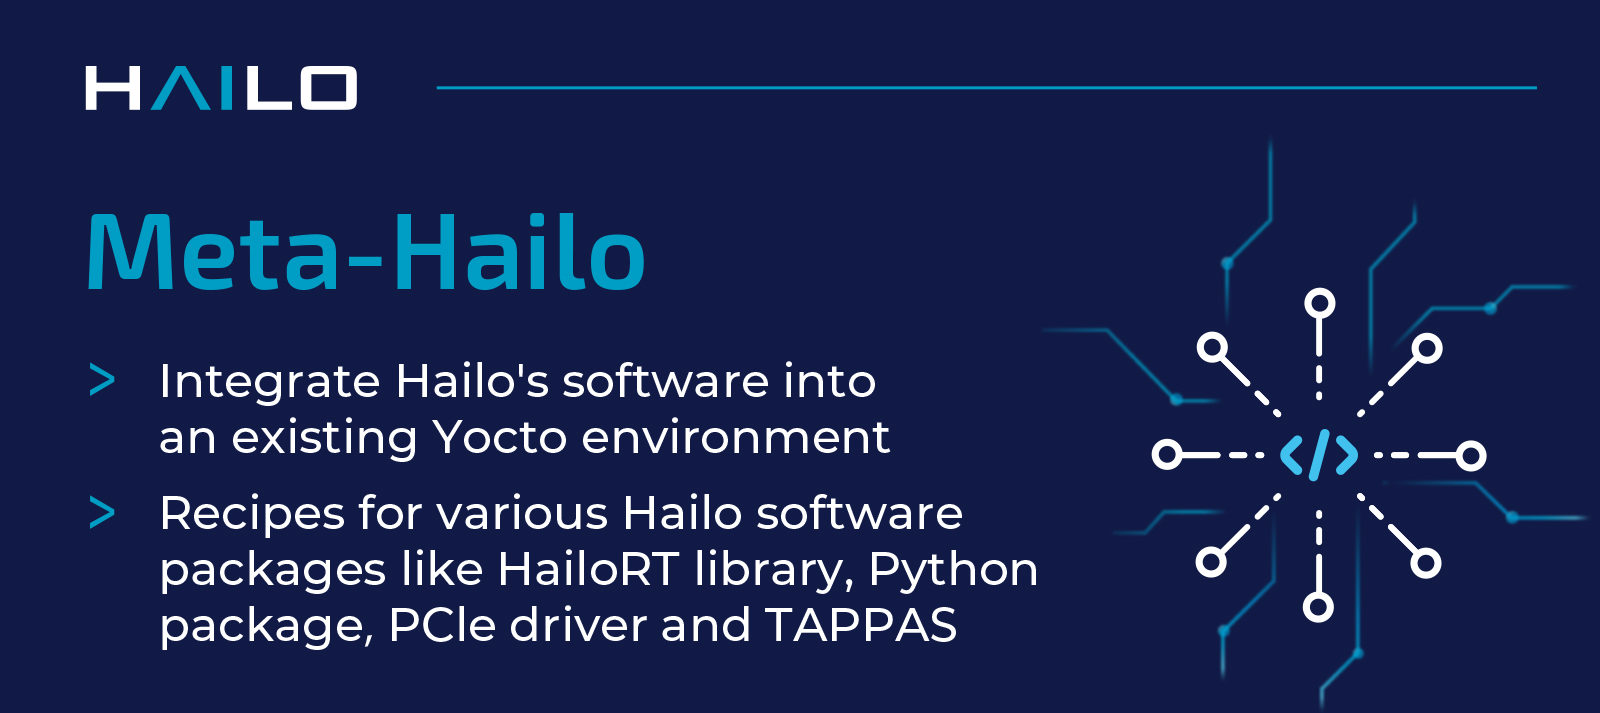 HAILO
Meta-Hailo
> Integrate Hailo's software into
an existing Yocto environment
> Recipes for various Hailo software
packages like HailoRT library, Python
package, PCle driver and TAPPAS
</>